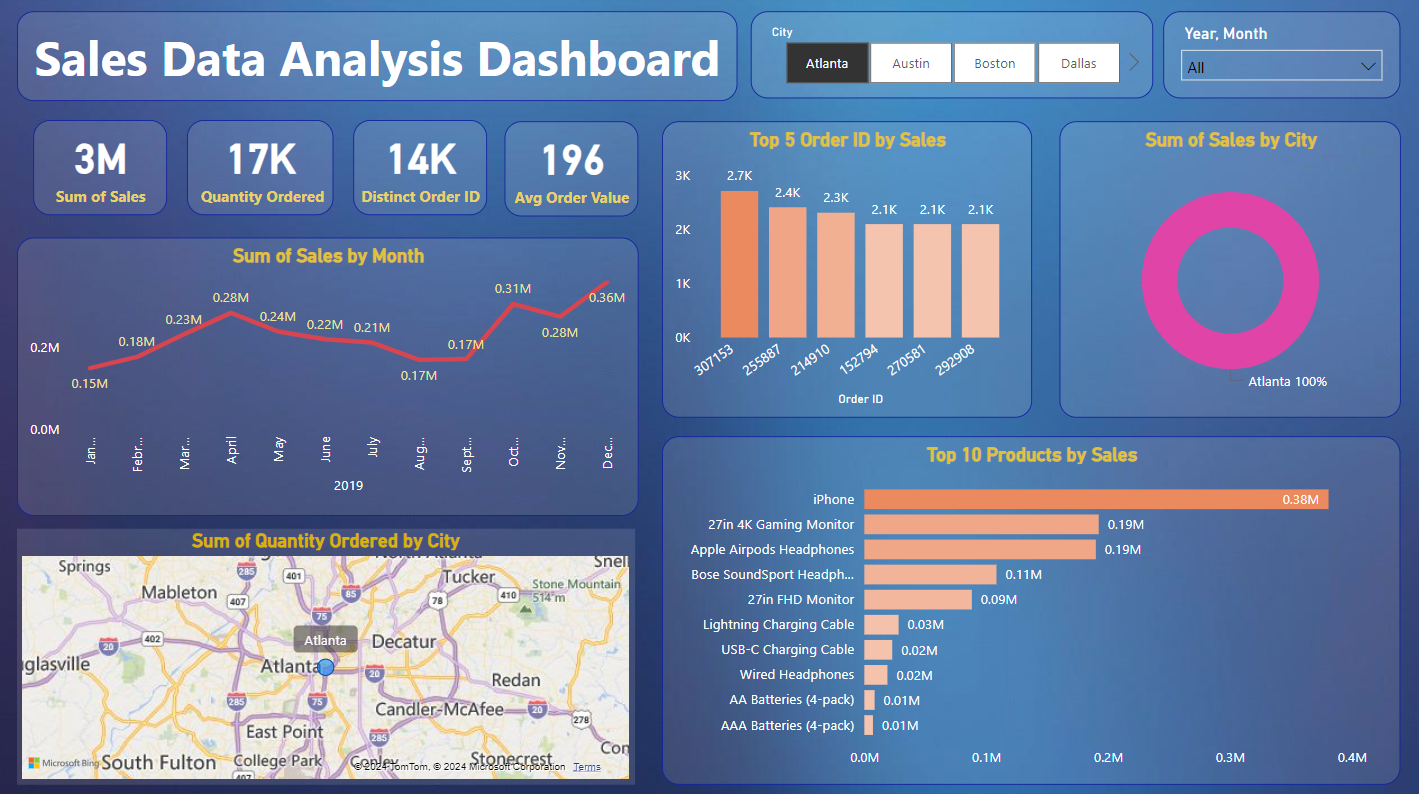 Sales Data Analysis Dashboard
City
Atlanta
Austin
Boston
Dallas
Year, Month
All
3M
Sum of Sales
17K
Quantity Ordered
14K
Distinct Order ID
196
Avg Order Value
Sum of Sales by Month
0.2M
0.0M
0.15M
0.18M
0.23M
0.28M
0.24M
0.22M
0.21M
0.17M
0.17M
0.31M
0.28M
0.36M
Jan...
Febr...
Mar...
April
May
June
July
Aug...
Sept...
Oct...
Nov...
Dec...
2019
Top 5 Order ID by Sales
3K
2K
1K
0K
2.7K
2.4K
2.3K
2.1K
2.1K
2.1K
307153
255887
214910
152794
270581
292908
Order ID
Sum of Sales by City
Atlanta 100%
Sum of Quantity Ordered by City
Springs
North Atlanta
Snell
285
401
Tucker
Stone Mountain
514 m
Mableton
407
85
78
410
75
402
20
Atlanta
Decatur
uglasville
Atlanta
20
Redan
285
75
Candler-McAfee
20
278
East Point
285
Con
South Fulton
College Park
Conley
Stonecrest
407
Microsoft Bing
© 2024 TomTom, © 2024 Microsoft Corporation Terms
Top 10 Products by Sales
iPhone 0.38M
27in 4K Gaming Monitor 0.19M
Apple Airpods Headphones 0.19M
Bose SoundSport Headph... 0.11M
27in FHD Monitor 0.09M
Lightning Charging Cable 0.03M
USB-C Charging Cable 0.02M
Wired Headphones 0.02M
AA Batteries (4-pack) 0.01M
AAA Batteries (4-pack) 0.01M
0.0M 0.1M 0.2M 0.3M 0.4M